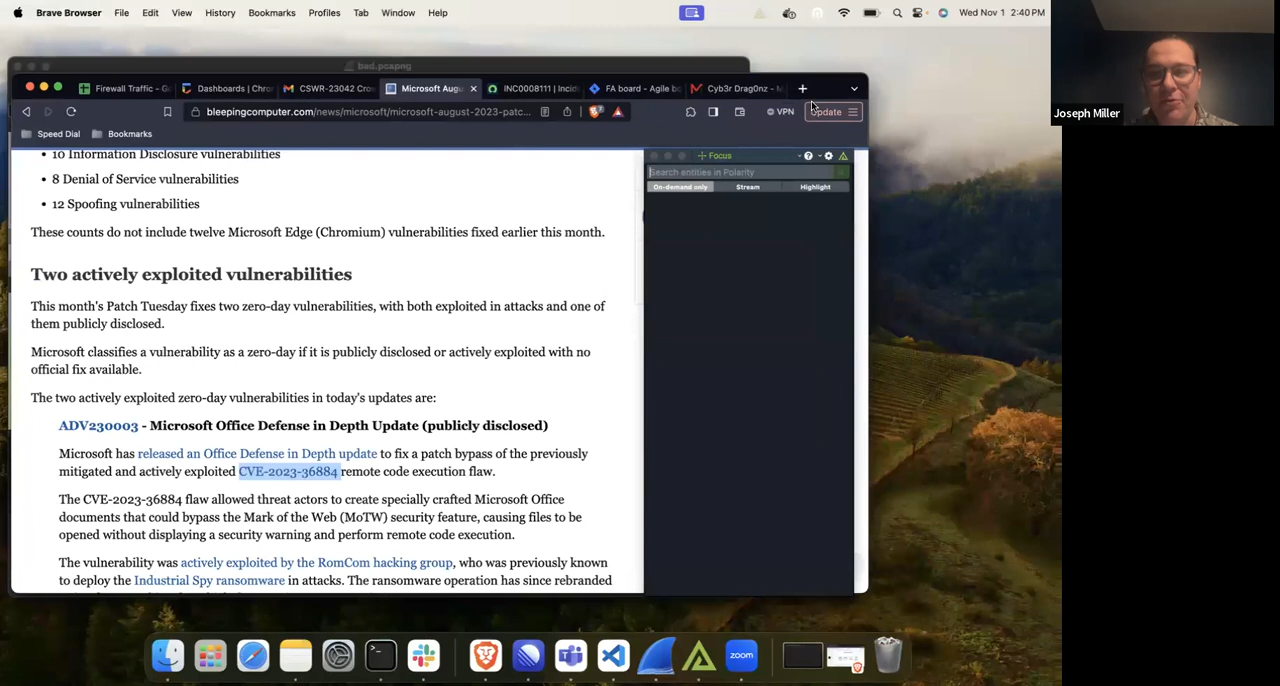 Brave Browser File Edit View History Bookmarks Profiles Tab Window Help Wed Nov 1 2:40 PM
bad.pcapng
Firewall Traffic - Go Dashboards | Chro CSWR-23042 Cro Microsoft Augu INC0008111 | Incid FA board - Agile bo Cyb3r Drag0nz - M
bleepingcomputer.com/news/microsoft/microsoft-august-2023-patc... VPN Update
Speed Dial Bookmarks
Joseph Miller
• 10 Information Disclosure vulnerabilities
• 8 Denial of Service vulnerabilities
• 12 Spoofing vulnerabilities
These counts do not include twelve Microsoft Edge (Chromium) vulnerabilities fixed earlier this month.
Two actively exploited vulnerabilities
This month's Patch Tuesday fixes two zero-day vulnerabilities, with both exploited in attacks and one of
them publicly disclosed.
Microsoft classifies a vulnerability as a zero-day if it is publicly disclosed or actively exploited with no
official fix available.
The two actively exploited zero-day vulnerabilities in today's updates are:
ADV230003 - Microsoft Office Defense in Depth Update (publicly disclosed)
Microsoft has released an Office Defense in Depth update to fix a patch bypass of the previously
mitigated and actively exploited CVE-2023-36884 remote code execution flaw.
The CVE-2023-36884 flaw allowed threat actors to create specially crafted Microsoft Office
documents that could bypass the Mark of the Web (MoTW) security feature, causing files to be
opened without displaying a security warning and perform remote code execution.
The vulnerability was actively exploited by the RomCom hacking group, who was previously known
to deploy the Industrial Spy ransomware in attacks. The ransomware operation has since rebranded
Focus
Search entities in Polarity
On-demand only Stream Highlight
zoom